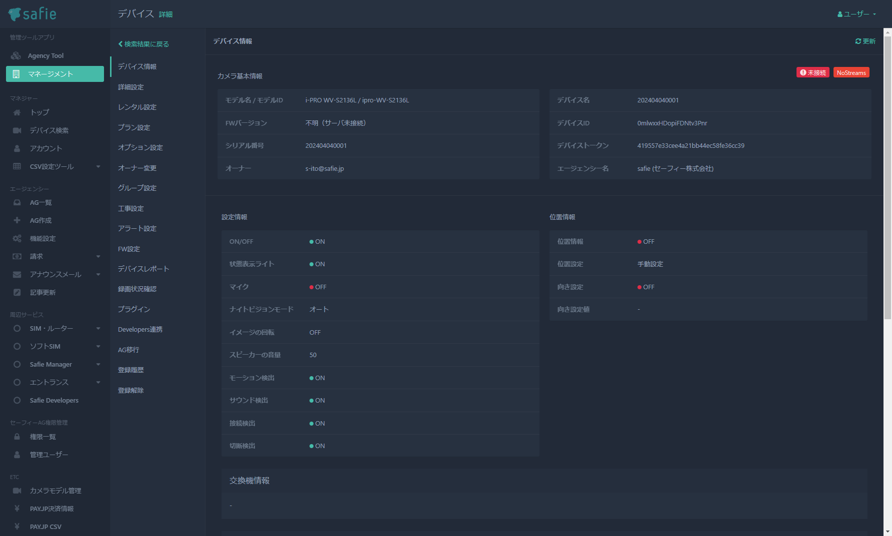 safie
デバイス 詳細
ユーザー
管理ツールアプリ
Agency Tool
マネージメント
マネジャー
トップ
デバイス検索
アカウント
CSV設定ツール
エージェンシー
AG一覧
AG作成
機能設定
請求
アナウンスメール
記事更新
周辺サービス
SIM・ルーター
ソフトSIM
Safie Manager
エントランス
Safie Developers
セーフィーAG権限管理
権限一覧
管理ユーザー
ETC
カメラモデル管理
PAY.JP決済情報
PAY.JP CSV
検索結果に戻る
デバイス情報
詳細設定
レンタル設定
プラン設定
オプション設定
オーナー変更
グループ設定
工事設定
アラート設定
FW設定
デバイスレポート
録画状況確認
プラグイン
Developers連携
AG移行
登録履歴
登録解除
デバイス情報
更新
カメラ基本情報
未接続 NoStreams
モデル名 / モデルID i-PRO WV-S2136L / ipro-WV-S2136L
FWバージョン 不明（サーバ未接続）
シリアル番号 202404040001
オーナー s-ito@safie.jp
デバイス名 202404040001
デバイスID
デバイストークン 419557e33cee4a21bb44ec58fe36cc39
エージェンシー名 safie (セーフィー株式会社)
設定情報
ON/OFF ON
状態表示ライト ON
マイク OFF
ナイトビジョンモード オート
イメージの回転 OFF
スピーカーの音量 50
モーション検出 ON
サウンド検出 ON
接続検出 ON
切断検出 ON
位置情報
位置情報 OFF
位置設定 手動設定
向き設定 OFF
向き設定値 -
交換機情報
-